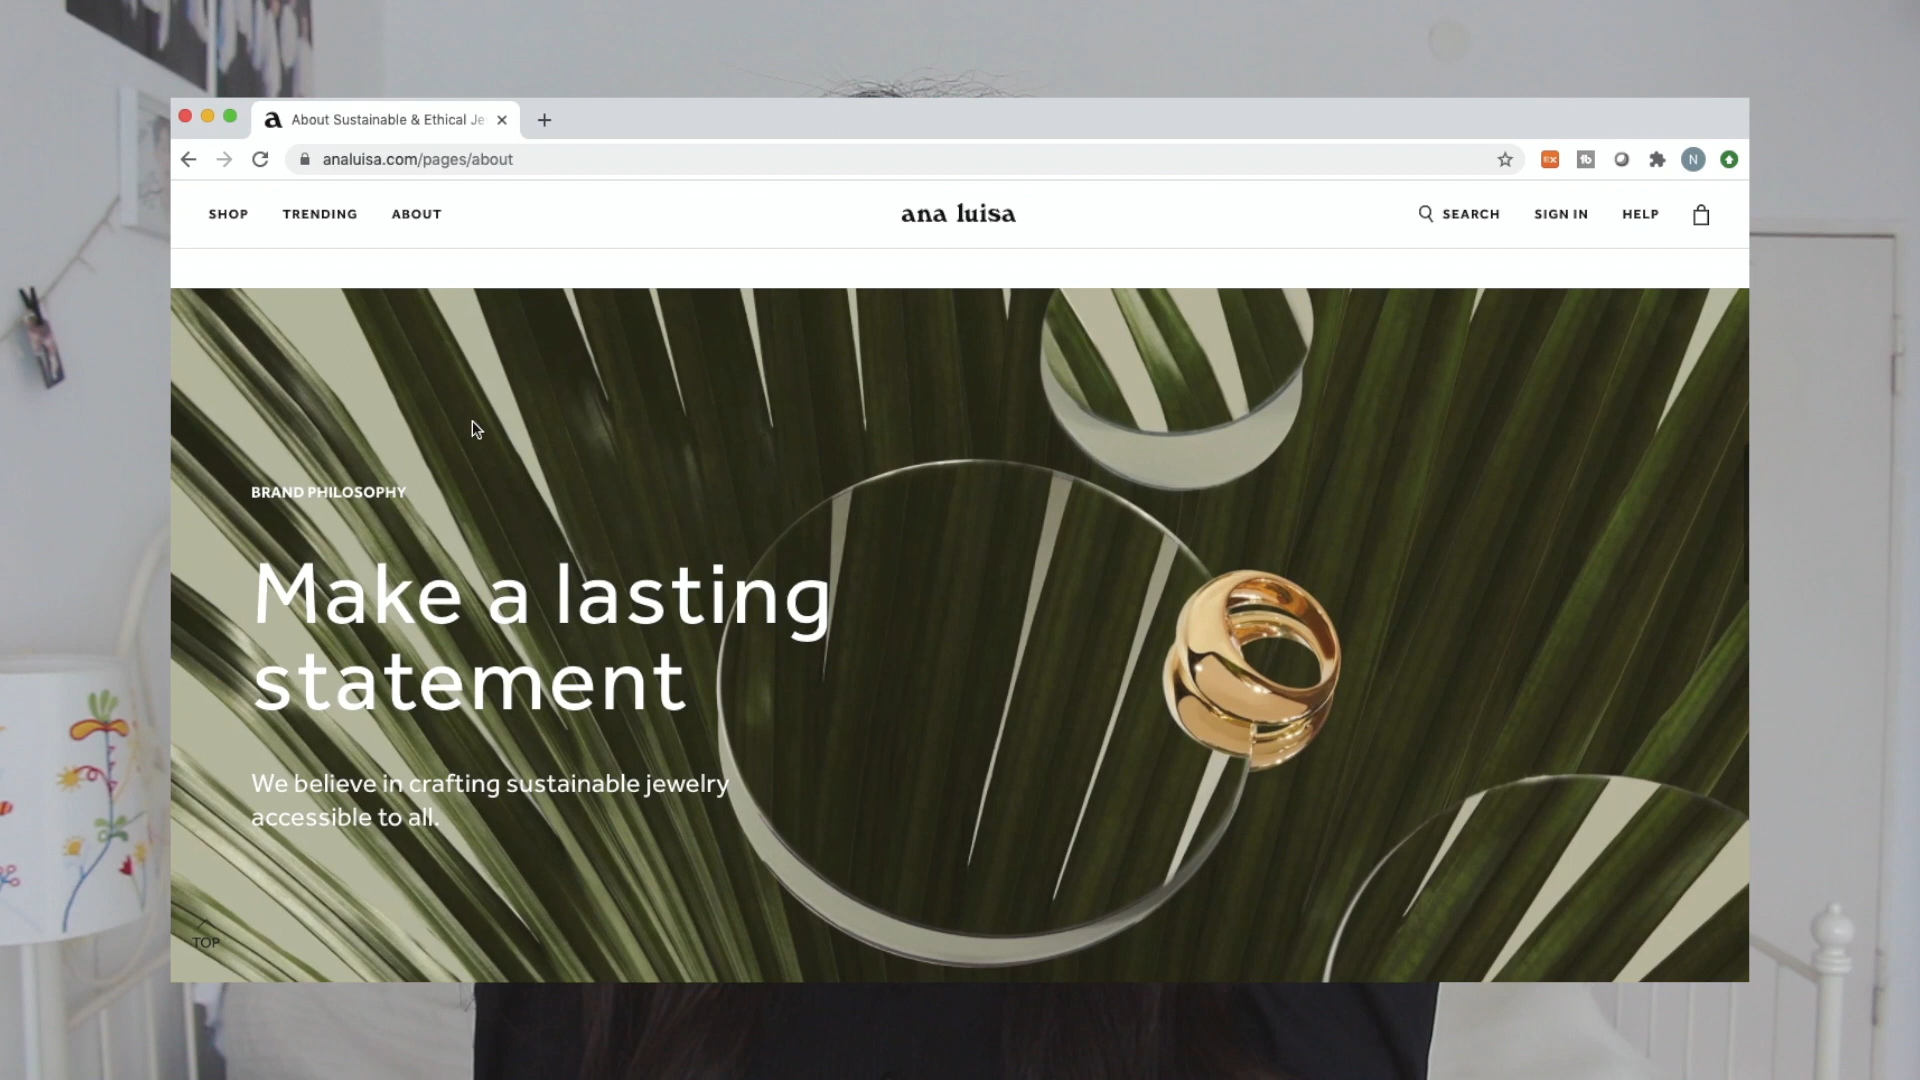 a About Sustainable & Ethical Je
analuisa.com/pages/about
N
SHOP TRENDING ABOUT
ana luisa
SEARCH SIGN IN HELP
BRAND PHILOSOPHY
Make a lasting
statement
We believe in crafting sustainable jewelry
accessible to all.
TOP